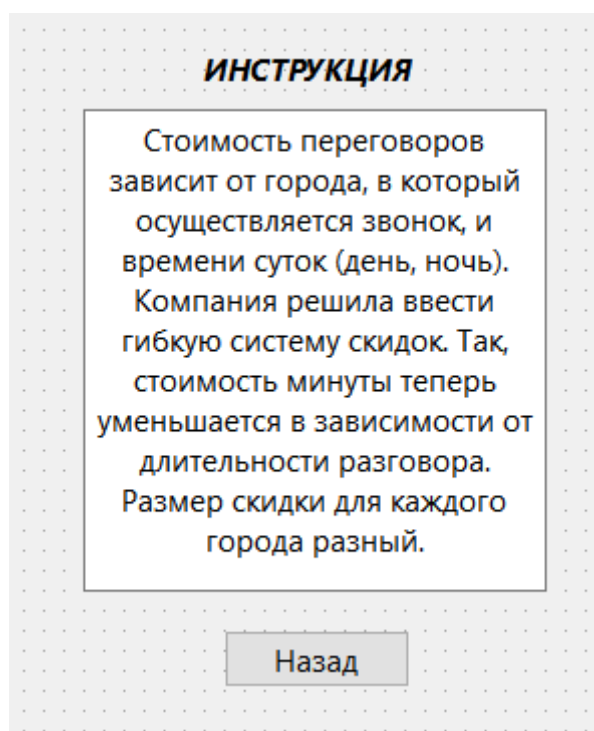 ИНСТРУКЦИЯ
Стоимость переговоров
зависит от города, в который
осуществляется звонок, и
времени суток (день, ночь).
Компания решила ввести
гибкую систему скидок. Так,
стоимость минуты теперь
уменьшается в зависимости от
длительности разговора.
Размер скидки для каждого
города разный.
Назад